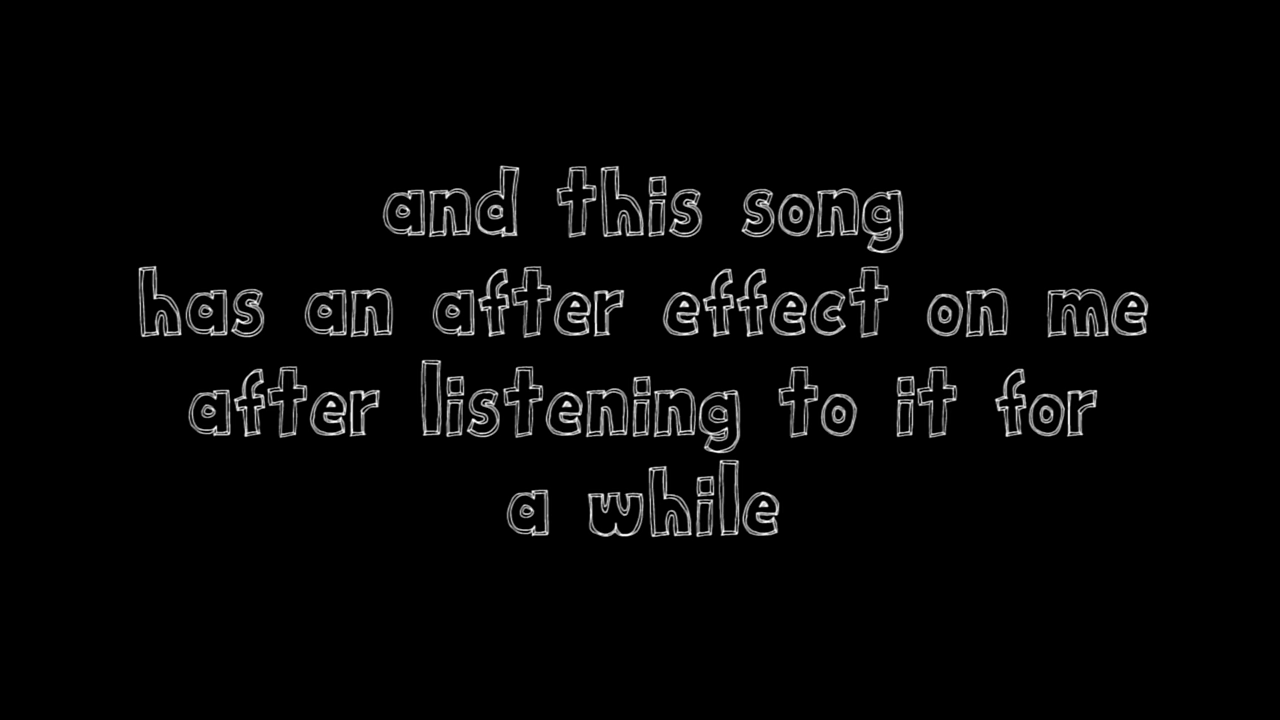 and this song
has an after effect on me
after listening to it for
a while